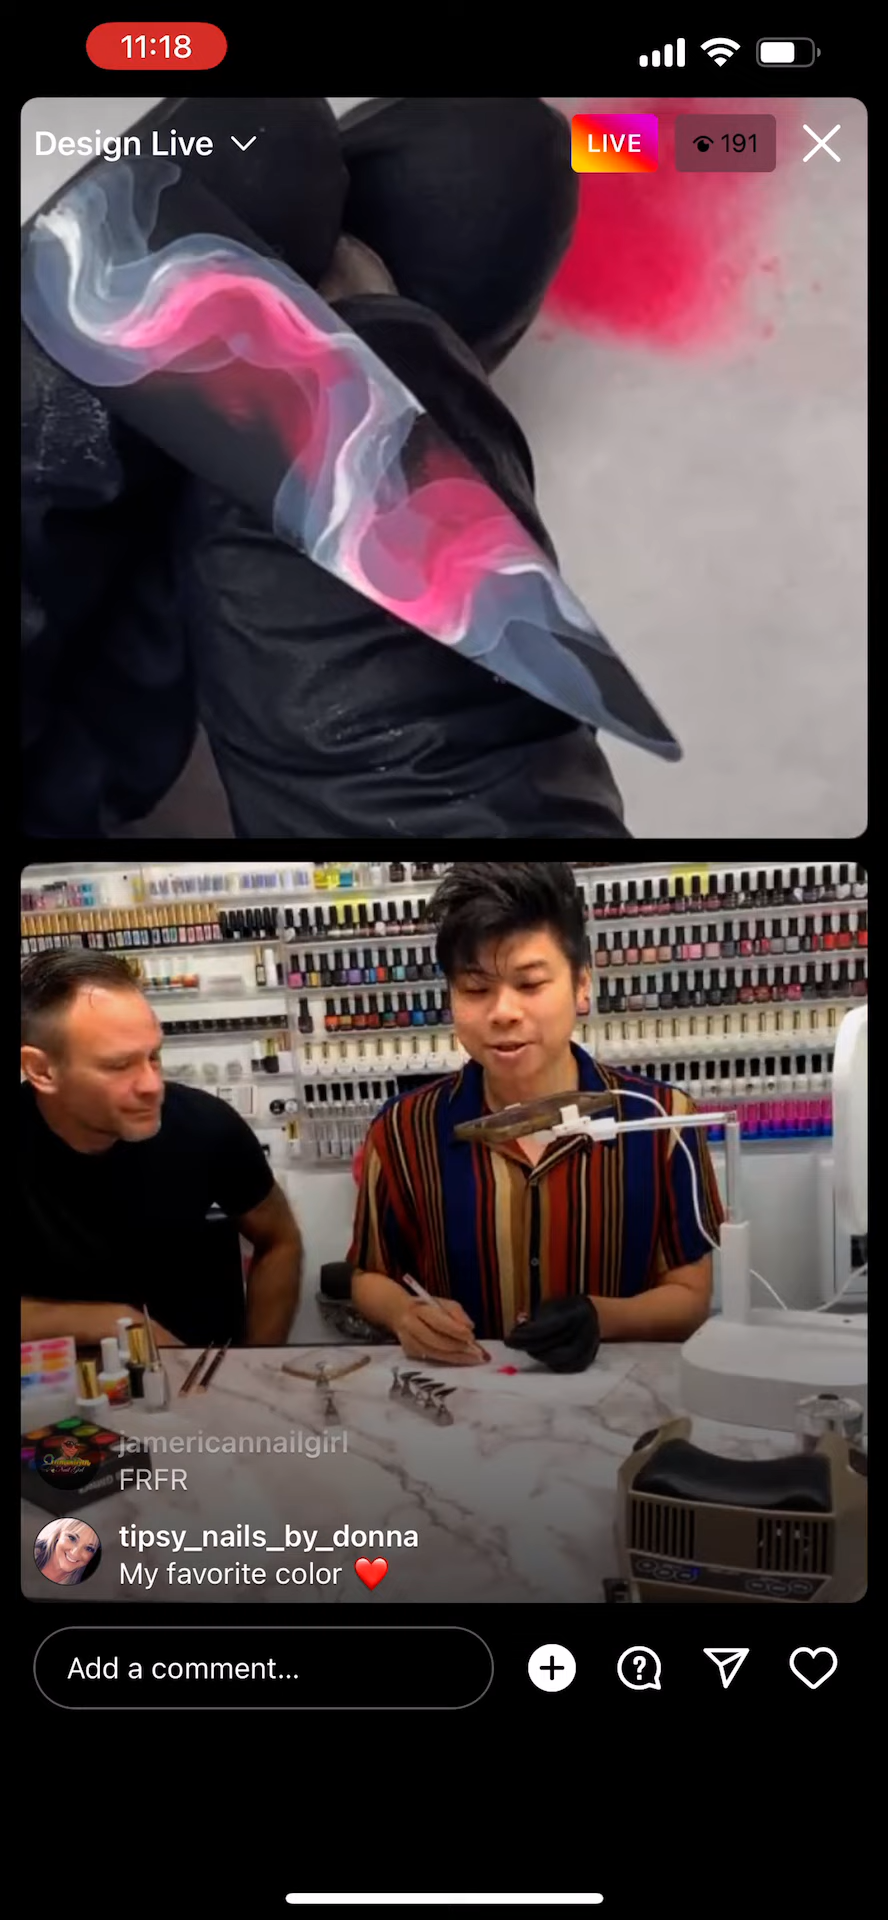 11:18
Design Live
LIVE
191
jamericannailgirl
FRFR
tipsy_nails_by_donna
My favorite color ❤️
Add a comment...